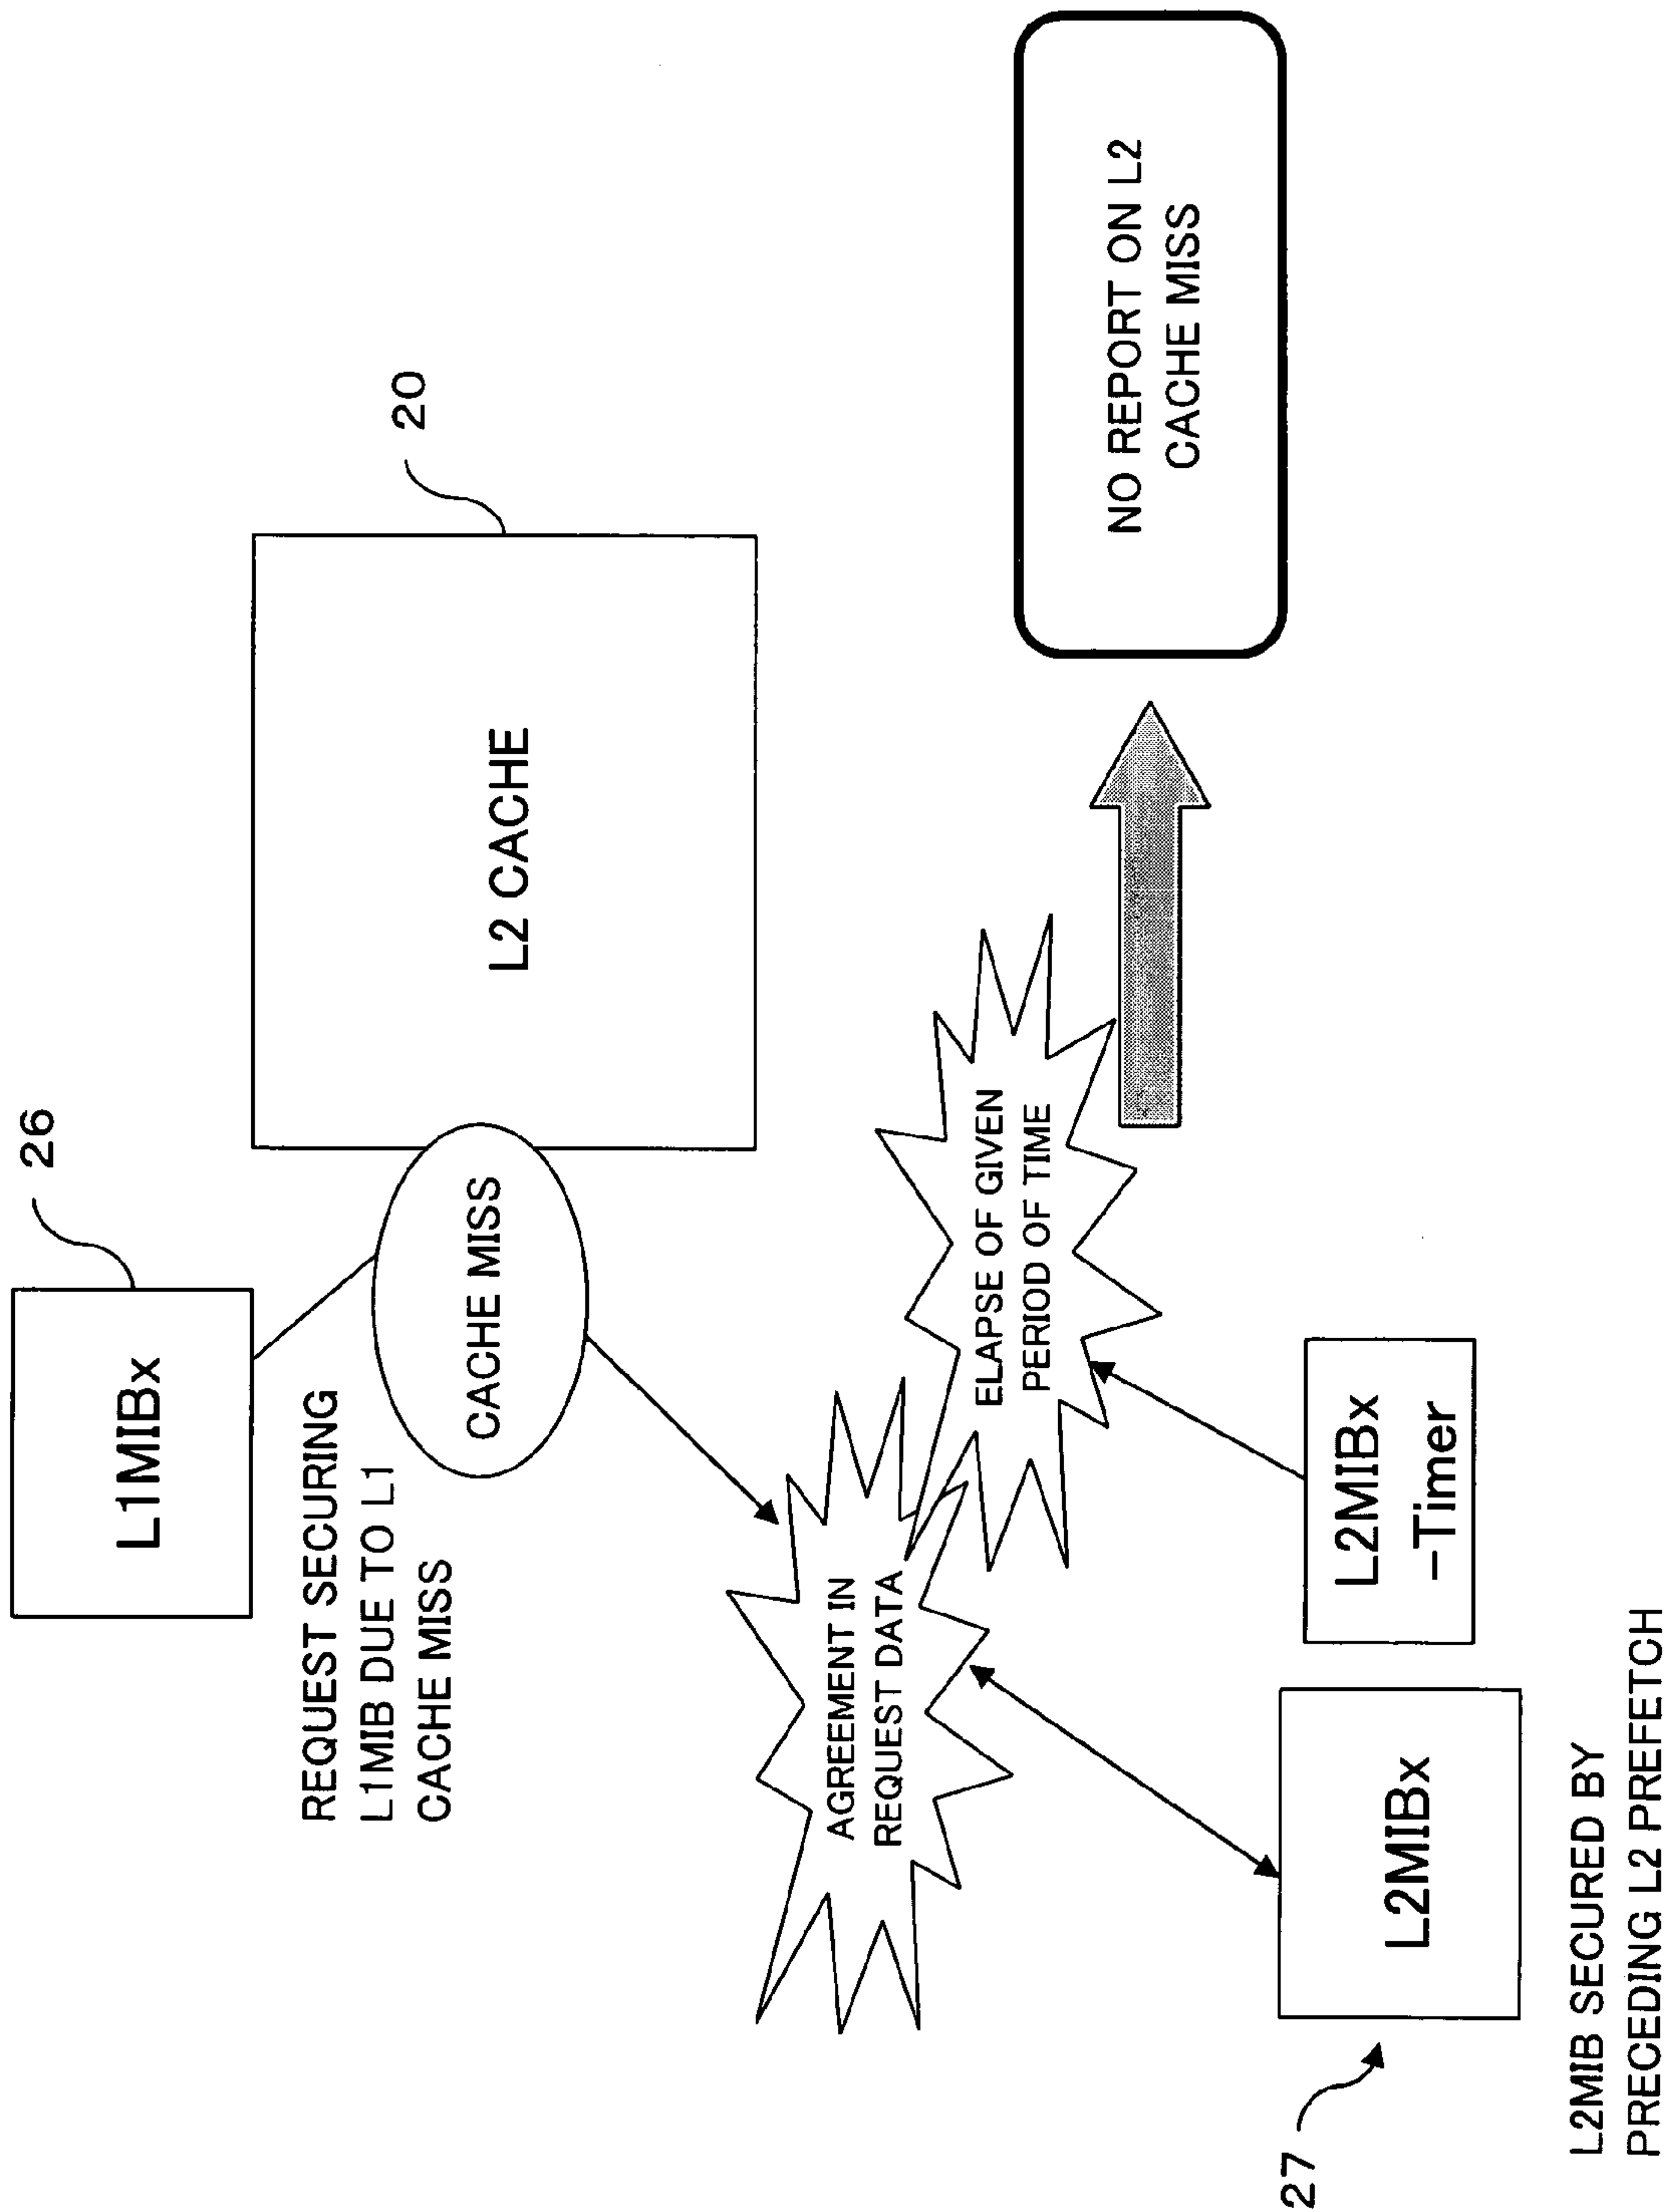 26
L1MIBx
REQUEST SECURING
L1MIB DUE TO L1
CACHE MISS
CACHE MISS
20
L2 CACHE
AGREEMENT IN
REQUEST DATA
ELAPSE OF GIVEN
PERIOD OF TIME
NO REPORT ON L2
CACHE MISS
27
L2MIBx
L2MIBx
-Timer
L2MIB SECURED BY
PRECEDING L2 PREFETCH